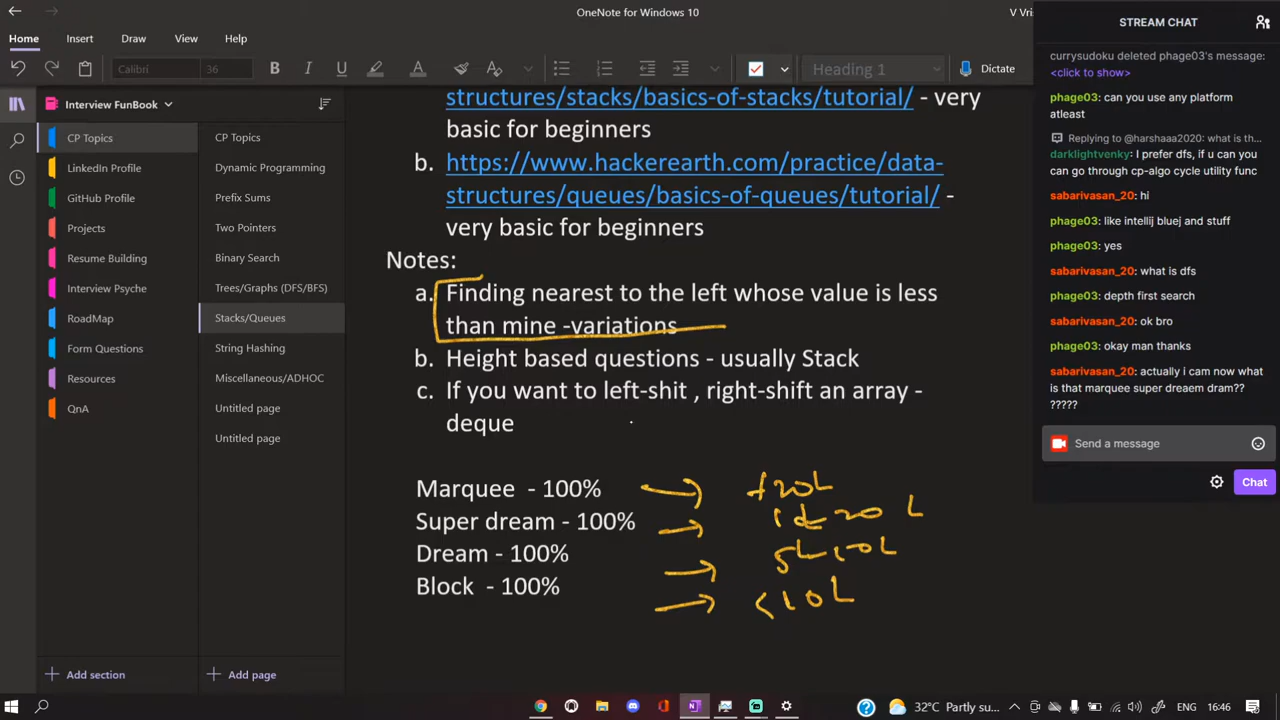 OneNote for Windows 10
V Vri
Home Insert Draw View Help
Calibri 36 B I U A Heading 1 Dictate
Interview FunBook
CP Topics
LinkedIn Profile
GitHub Profile
Projects
Resume Building
Interview Psyche
RoadMap
Form Questions
Resources
QnA
Add section
CP Topics
Dynamic Programming
Prefix Sums
Two Pointers
Binary Search
Trees/Graphs (DFS/BFS)
Stacks/Queues
String Hashing
Miscellaneous/ADHOC
Untitled page
Untitled page
Add page
structures/stacks/basics-of-stacks/tutorial/ - very
basic for beginners
b. https://www.hackerearth.com/practice/data-
structures/queues/basics-of-queues/tutorial/ -
very basic for beginners
Notes:
a. Finding nearest to the left whose value is less
than mine -variations
b. Height based questions - usually Stack
c. If you want to left-shit , right-shift an array -
deque
Marquee - 100%
Super dream - 100%
Dream - 100%
Block - 100%
20L
20 L
10L
<10L
STREAM CHAT
currysudoku deleted phage03's message:
<click to show>
phage03: can you use any platform
atleast
Replying to @harshaaa2020: what is th...
darklightvenky: I prefer dfs, if u can you
can go through cp-algo cycle utility func
sabarivasan_20: hi
phage03: like intellij bluej and stuff
phage03: yes
sabarivasan_20: what is dfs
phage03: depth first search
sabarivasan_20: ok bro
phage03: okay man thanks
sabarivasan_20: actually i cam now what
is that marquee super dreaem dram??
?????
Send a message
Chat
32°C Partly su... ENG 16:46